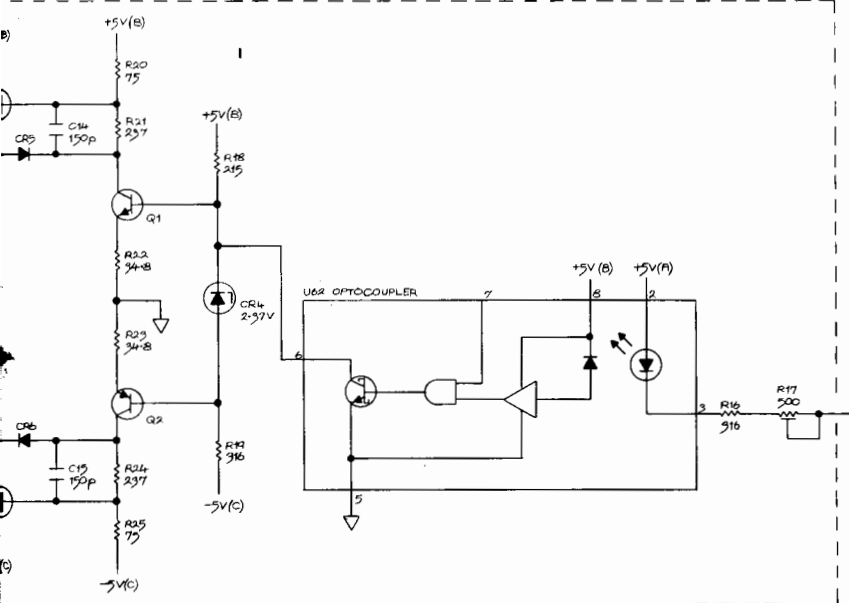 +5V(B)
B)
R20
75
R21
237
C14
150p
CR5
+5V(B)
R18
215
Q1
R22
34.8
CR4
2.37V
R23
34.8
Q2
CR6
C15
150p
R24
237
R19
316
R25
75
-5V(C)
-5V(C)
(C)
U62 OPTOCOUPLER
7
+5V(B)
+5V(A)
8
2
6
3
5
R16
316
R17
500